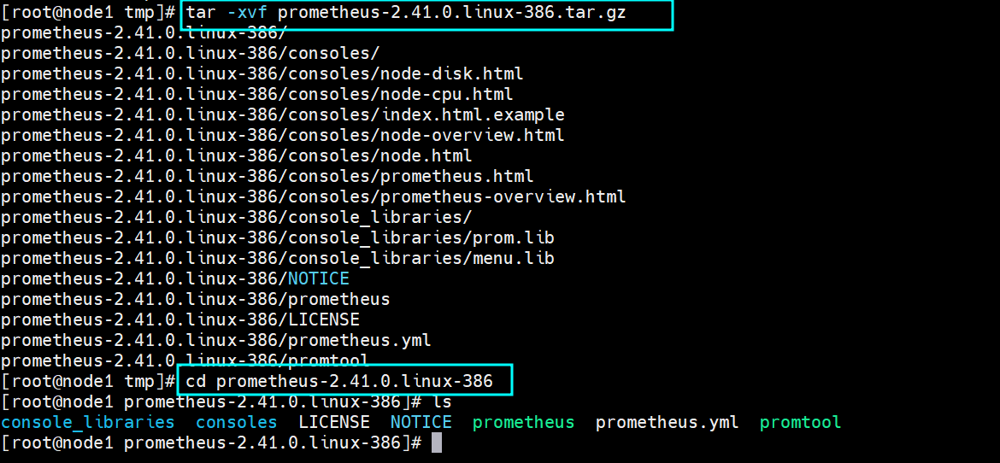 [root@node1 tmp]# tar -xvf prometheus-2.41.0.linux-386.tar.gz
prometheus-2.41.0.linux-386/
prometheus-2.41.0.linux-386/consoles/
prometheus-2.41.0.linux-386/consoles/node-disk.html
prometheus-2.41.0.linux-386/consoles/node-cpu.html
prometheus-2.41.0.linux-386/consoles/index.html.example
prometheus-2.41.0.linux-386/consoles/node-overview.html
prometheus-2.41.0.linux-386/consoles/node.html
prometheus-2.41.0.linux-386/consoles/prometheus.html
prometheus-2.41.0.linux-386/consoles/prometheus-overview.html
prometheus-2.41.0.linux-386/console_libraries/
prometheus-2.41.0.linux-386/console_libraries/prom.lib
prometheus-2.41.0.linux-386/console_libraries/menu.lib
prometheus-2.41.0.linux-386/NOTICE
prometheus-2.41.0.linux-386/prometheus
prometheus-2.41.0.linux-386/LICENSE
prometheus-2.41.0.linux-386/prometheus.yml
prometheus-2.41.0.linux-386/promtool
[root@node1 tmp]# cd prometheus-2.41.0.linux-386
[root@node1 prometheus-2.41.0.linux-386]# ls
console_libraries  consoles  LICENSE  NOTICE  prometheus  prometheus.yml  promtool
[root@node1 prometheus-2.41.0.linux-386]#